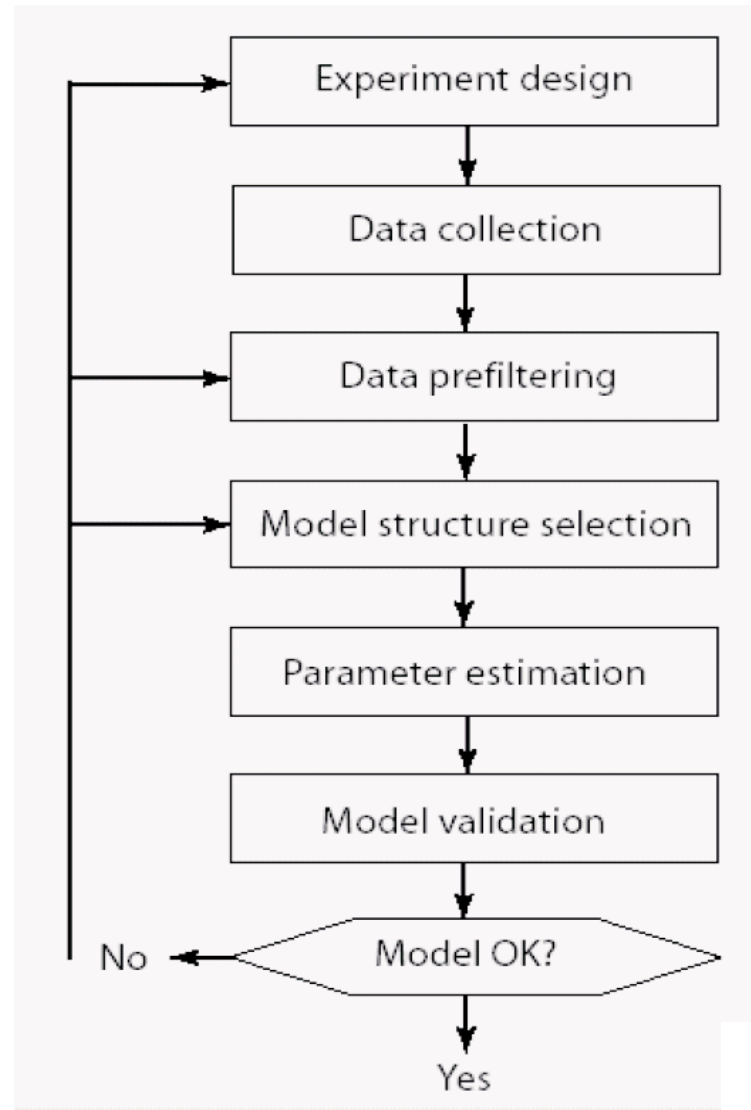 Experiment design
Data collection
Data prefiltering
Model structure selection
Parameter estimation
Model validation
Model OK?
No
Yes